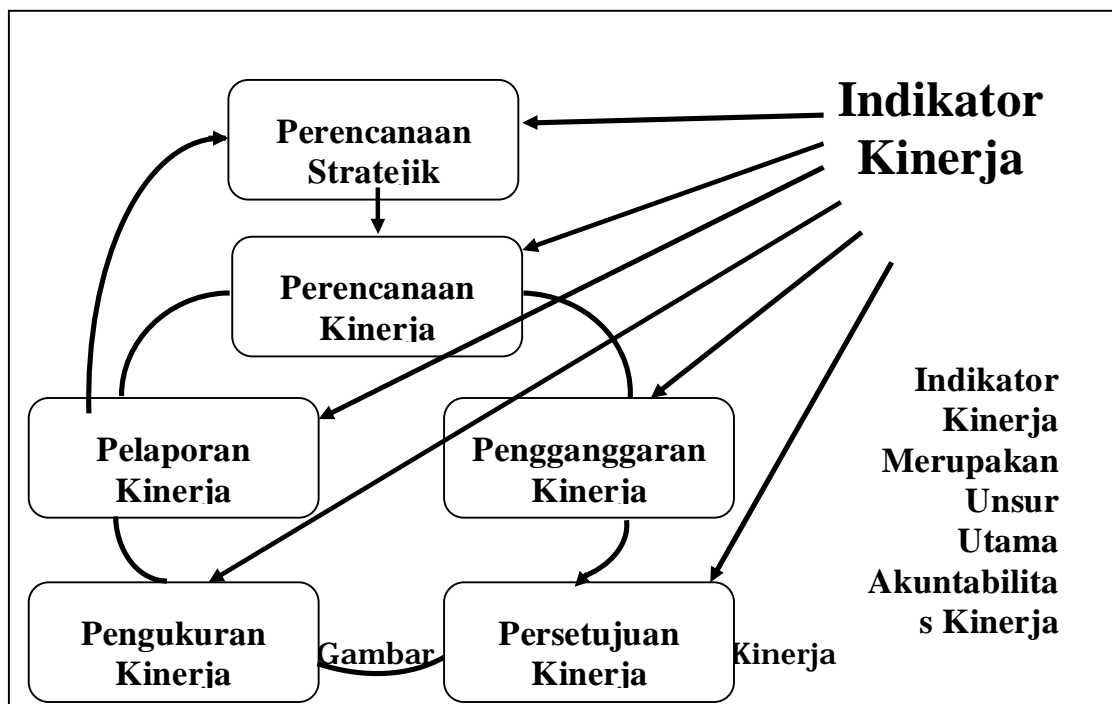 Indikator
Kinerja
Perencanaan
Stratejik
Perencanaan
Kinerja
Pelaporan
Kinerja
Pengganggaran
Kinerja
Indikator
Kinerja
Merupakan
Unsur
Utama
Akuntabilita
s Kinerja
Pengukuran
Kinerja
Gambar
Persetujuan
Kinerja
Kinerja